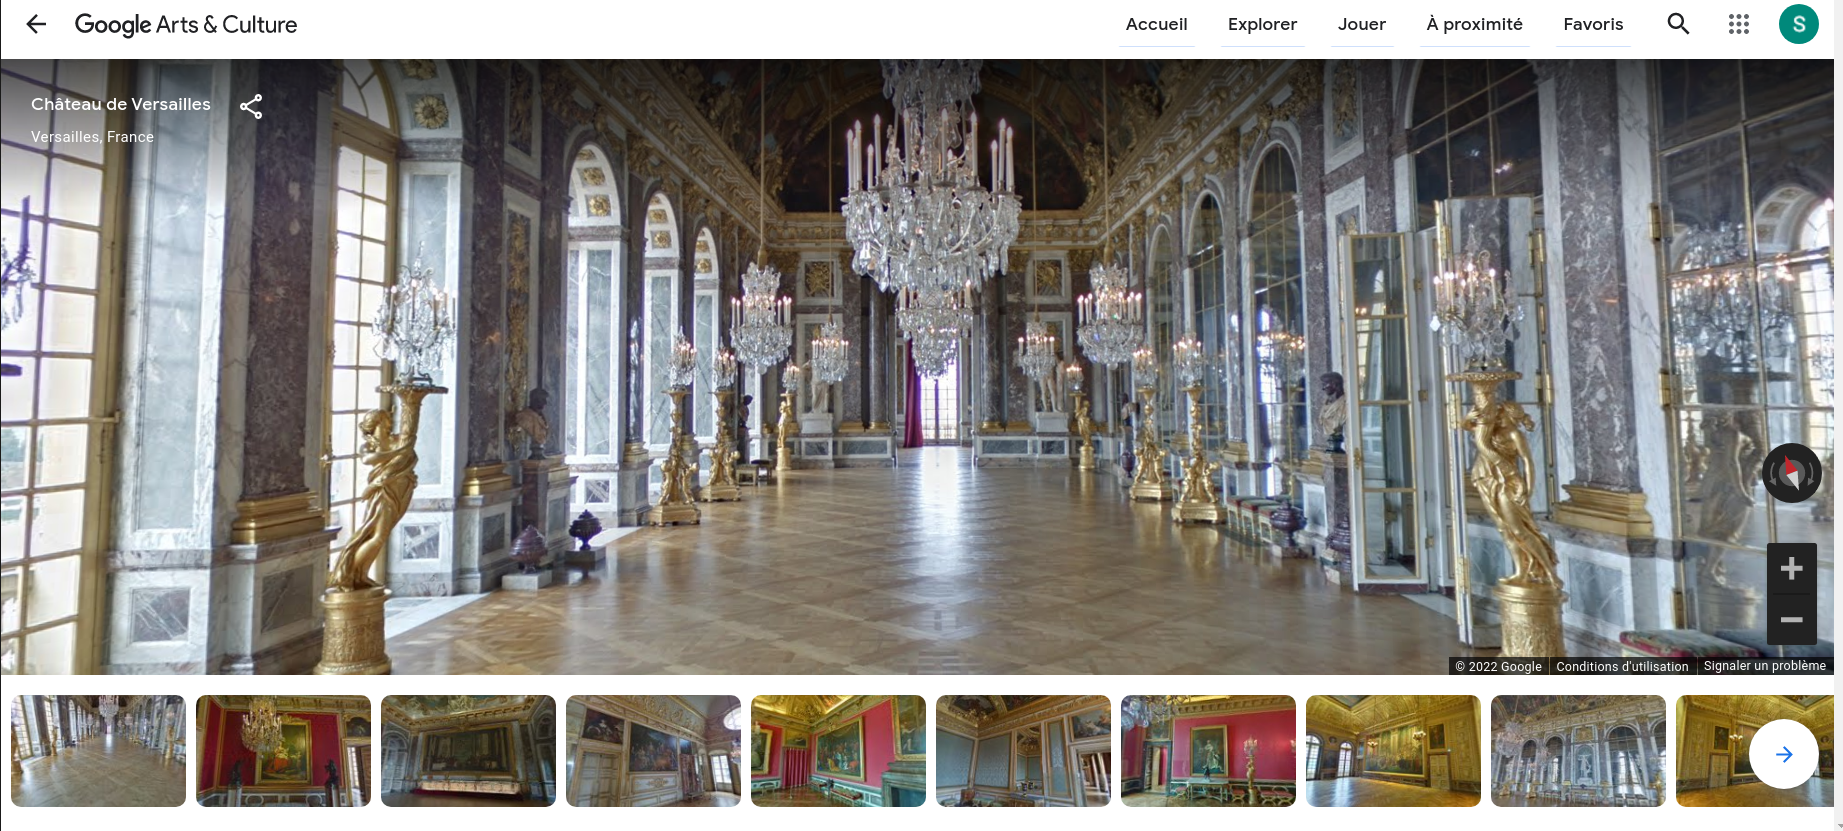 Google Arts & Culture
Accueil Explorer Jouer À proximité Favoris
S
Château de Versailles
Versailles, France
© 2022 Google Conditions d'utilisation Signaler un problème